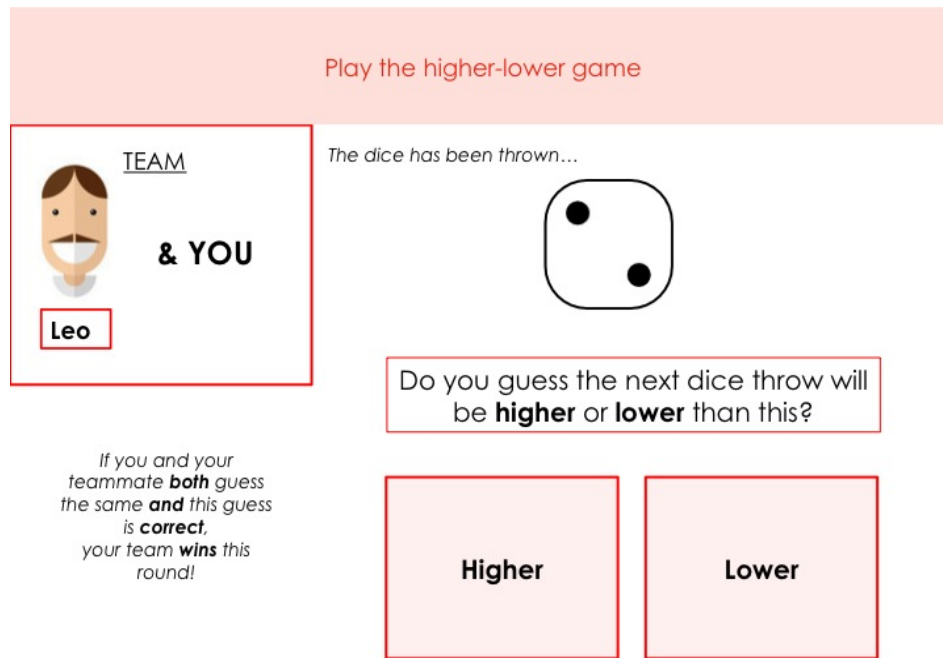 Play the higher-lower game
TEAM
& YOU
Leo
The dice has been thrown…
Do you guess the next dice throw will
be higher or lower than this?
If you and your
teammate both guess
the same and this guess
is correct,
your team wins this
round!
Higher
Lower